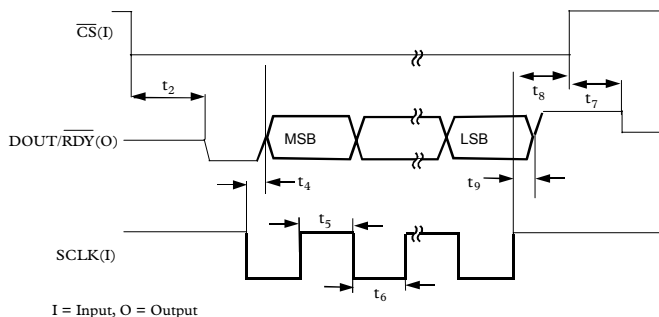 CS(I)
t2
t8
t7
DOUT/RDY(O)
MSB
LSB
t4
t9
t5
SCLK(I)
t6
I = Input, O = Output